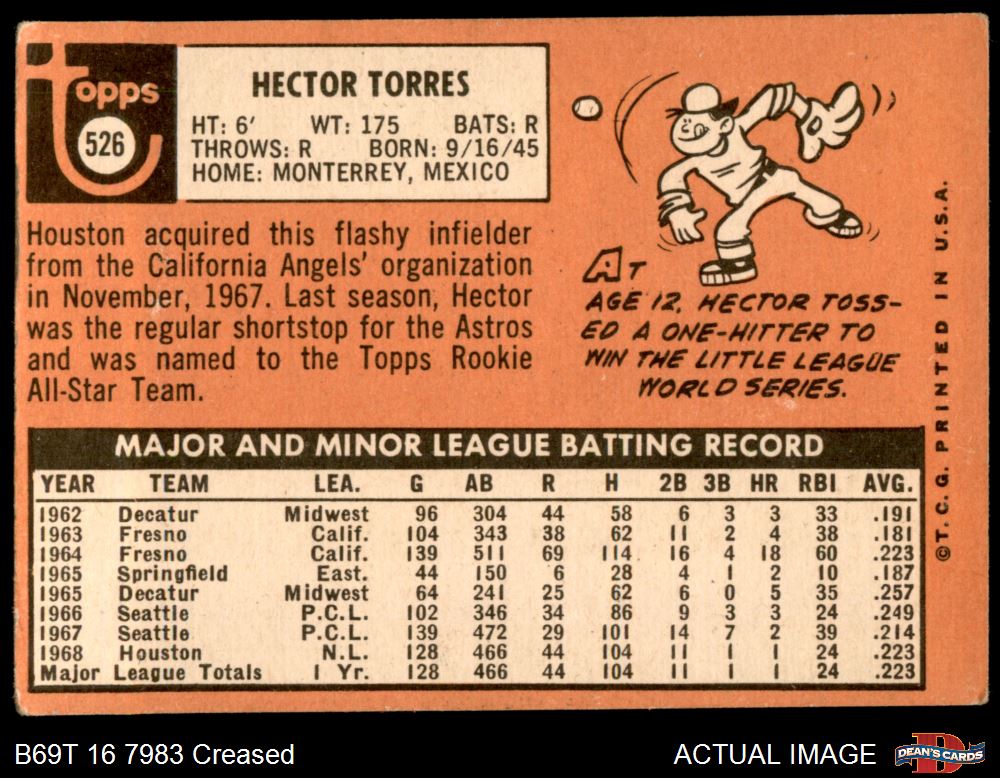 Topps
526
HECTOR TORRES
HT: 6' WT: 175 BATS: R
THROWS: R BORN: 9/16/45
HOME: MONTERREY, MEXICO
Houston acquired this flashy infielder
from the California Angels' organization
in November, 1967. Last season, Hector
was the regular shortstop for the Astros
and was named to the Topps Rookie
All-Star Team.
AT
AGE 12, HECTOR TOSS-
ED A ONE-HITTER TO
WIN THE LITTLE LEAGUE
WORLD SERIES.
©T.C.G. PRINTED IN U.S.A.
MAJOR AND MINOR LEAGUE BATTING RECORD
YEAR TEAM LEA. G AB R H 2B 3B HR RBI AVG.
1962 Decatur Midwest 96 304 44 58 6 3 3 33 .191
1963 Fresno Calif. 104 343 38 62 11 2 4 38 .181
1964 Fresno Calif. 139 511 69 114 16 4 18 60 .223
1965 Springfield East. 44 150 6 28 4 1 2 10 .187
1965 Decatur Midwest 64 241 25 62 6 0 5 35 .257
1966 Seattle P.C.L. 102 346 34 86 9 3 3 24 .249
1967 Seattle P.C.L. 139 472 29 101 14 7 2 39 .214
1968 Houston N.L. 128 466 44 104 11 1 1 24 .223
Major League Totals 1 Yr. 128 466 44 104 11 1 1 24 .223
B69T 16 7983 Creased
ACTUAL IMAGE
DEAN'S CARDS